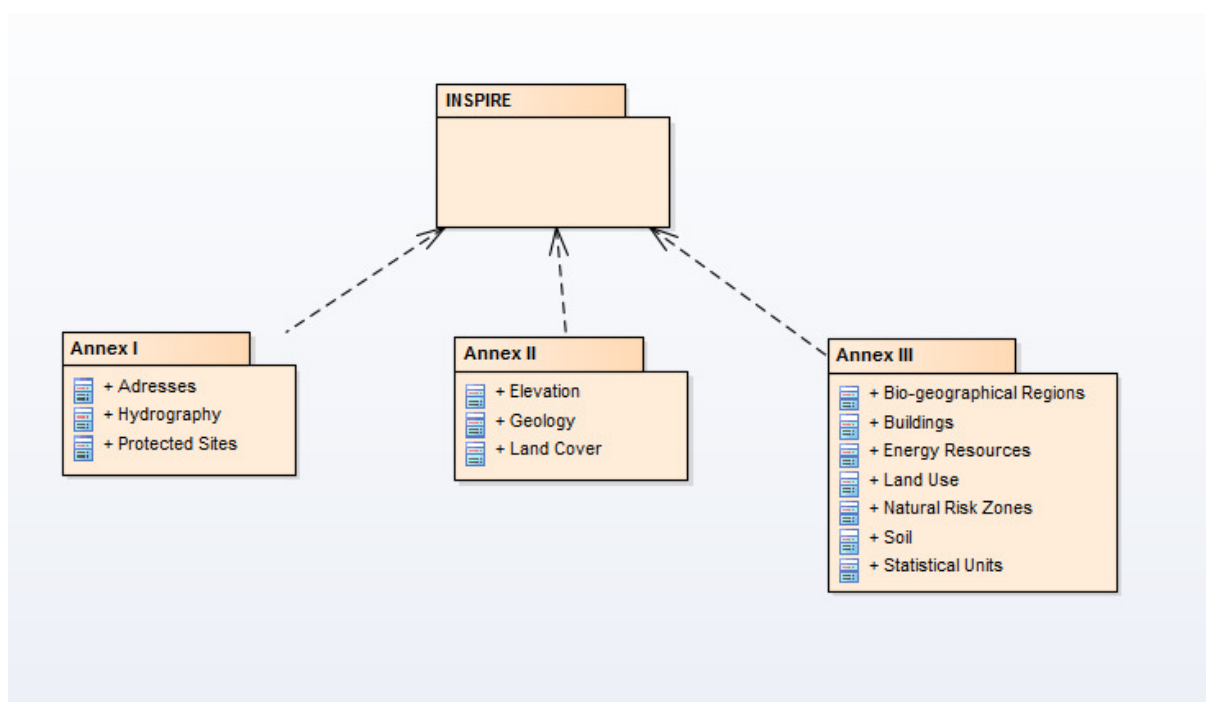 INSPIRE
Annex I
+ Adresses
+ Hydrography
+ Protected Sites
Annex II
+ Elevation
+ Geology
+ Land Cover
Annex III
+ Bio-geographical Regions
+ Buildings
+ Energy Resources
+ Land Use
+ Natural Risk Zones
+ Soil
+ Statistical Units